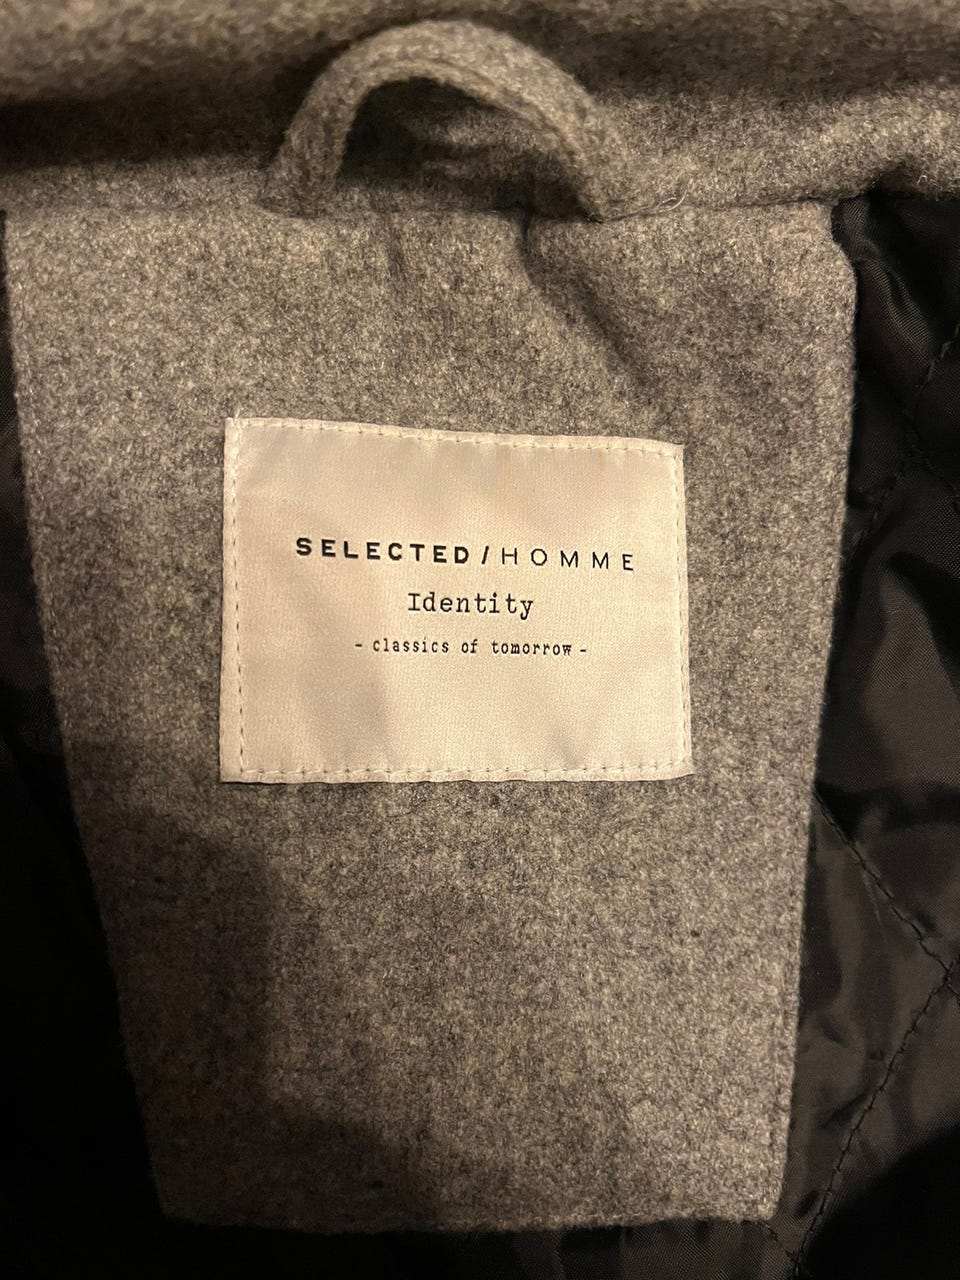 SELECTED/HOMME
Identity
- classics of tomorrow -